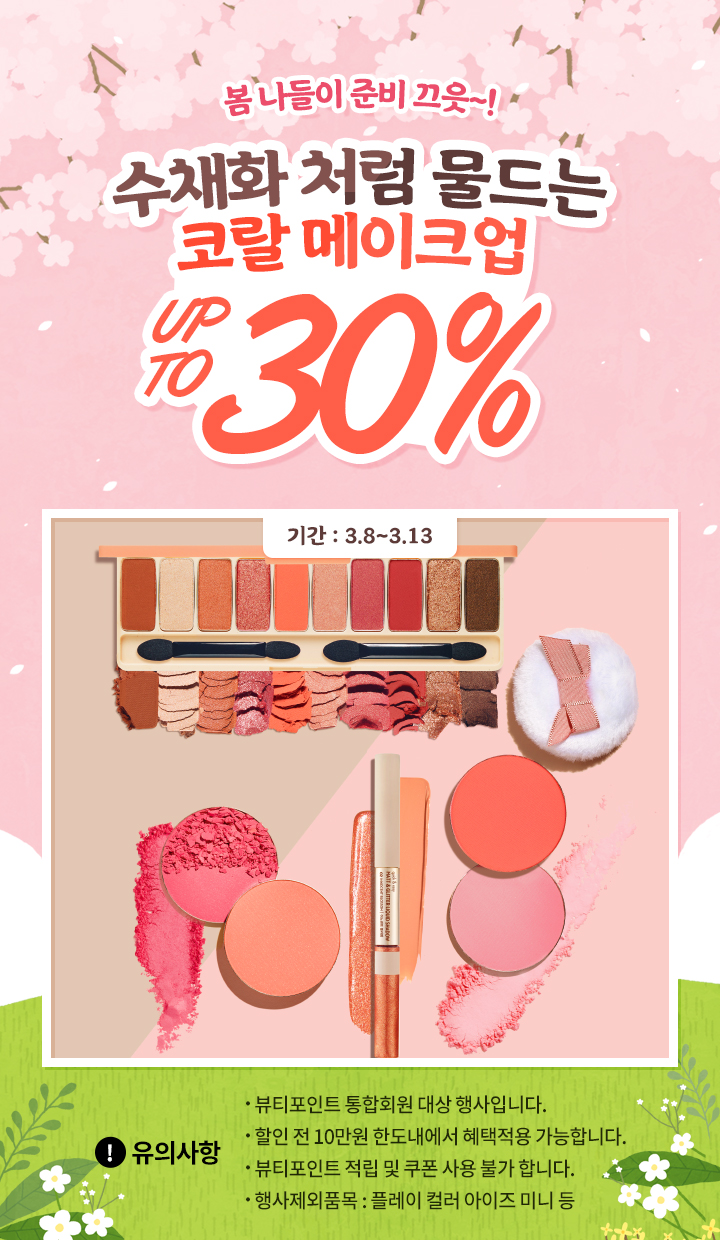 봄 나들이 준비 끄읏~!
수채화 처럼 물드는
코랄 메이크업
UP
TO
30%
기간 : 3.8~3.13
MATT & GLITTER LIQUID SHADOW
! 유의사항
· 뷰티포인트 통합회원 대상 행사입니다.
· 할인 전 10만원 한도내에서 혜택적용 가능합니다.
· 뷰티포인트 적립 및 쿠폰 사용 불가 합니다.
· 행사제외품목 : 플레이 컬러 아이즈 미니 등